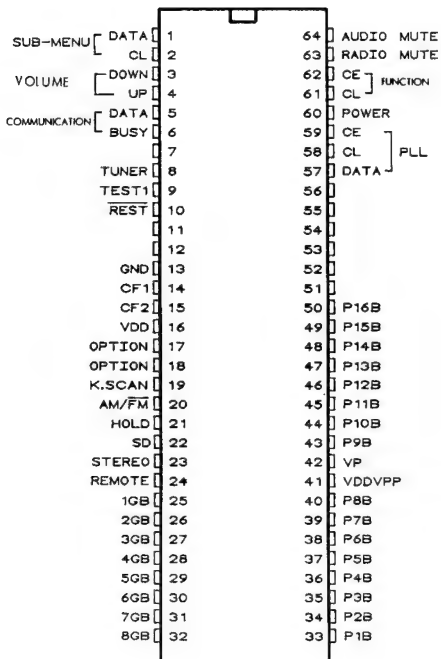 SUB-MENU DATA 1 64 AUDIO MUTE
CL 2 63 RADIO MUTE
VOLUME DOWN 3 62 CE FUNCTION
UP 4 61 CL
COMMUNICATION DATA 5 60 POWER
BUSY 6 59 CE PLL
7 58 CL
TUNER 8 57 DATA
TEST1 9 56
REST 10 55
11 54
12 53
GND 13 52
CF1 14 51
CF2 15 50 P16B
VDD 16 49 P15B
OPTION 17 48 P14B
OPTION 18 47 P13B
K.SCAN 19 46 P12B
AM/FM 20 45 P11B
HOLD 21 44 P10B
SD 22 43 P9B
STEREO 23 42 VP
REMOTE 24 41 VDDVPP
1GB 25 40 P8B
2GB 26 39 P7B
3GB 27 38 P6B
4GB 28 37 P5B
5GB 29 36 P4B
6GB 30 35 P3B
7GB 31 34 P2B
8GB 32 33 P1B